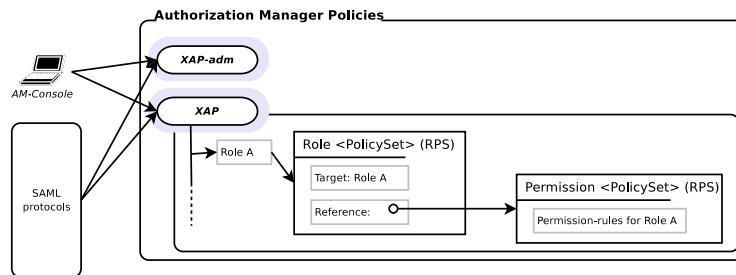 Authorization Manager Policies
XAP-adm
AM-Console
XAP
Role A
Role <PolicySet> (RPS)
Target: Role A
Reference:
SAML
protocols
Permission <PolicySet> (RPS)
Permission-rules for Role A